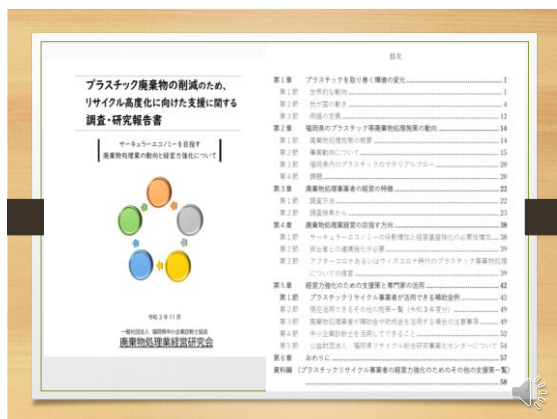 プラスチック廃棄物の削減のため、
リサイクル高度化に向けた支援に関する
調査・研究報告書
サーキュラーエコノミーを目指す
廃棄物処理業の動向と経営力強化について
令和3年11月
一般社団法人 福岡県中小企業診断士協会
廃棄物処理業経営研究会
目次
第1章 プラスチックを取り巻く環境の変化 1
第1節 世界的な動向 1
第2節 我が国の動き 4
第3節 用語の定義 12
第2章 福岡県のプラスチック等廃棄物処理施策の動向 14
第1節 廃棄物処理施策の概要 14
第2節 事業動向について 15
第3節 福岡県内のプラスチックのマテリアルフロー 20
第4節 課題 20
第3章 廃棄物処理事業者の経営の特徴 22
第1節 調査方法 22
第2節 調査結果から 23
第4章 廃棄物処理業経営の目指す方向 38
第1節 サーキュラーエコノミーの役割増加と経営基盤強化の必要性増加 38
第2節 排出者との連携強化が必要 39
第3節 アフターコロナあるいはウィズコロナ時代のプラスチック廃棄物処理
についての提言 39
第5章 経営力強化のための支援策と専門家の活用 42
第1節 プラスチックリサイクル事業者が活用できる補助金例 42
第2節 現在活用できるその他の施策一覧（令和3年度分） 49
第3節 廃棄物処理業者が補助金や助成金を活用する場合の注意事項 49
第4節 中小企業診断士を活用してできること 52
第5節 公益財団法人 福岡県リサイクル総合研究事業化センターについて 54
第6章 おわりに 57
資料編 （プラスチックリサイクル事業者の経営力強化のためのその他の支援策一覧）
58